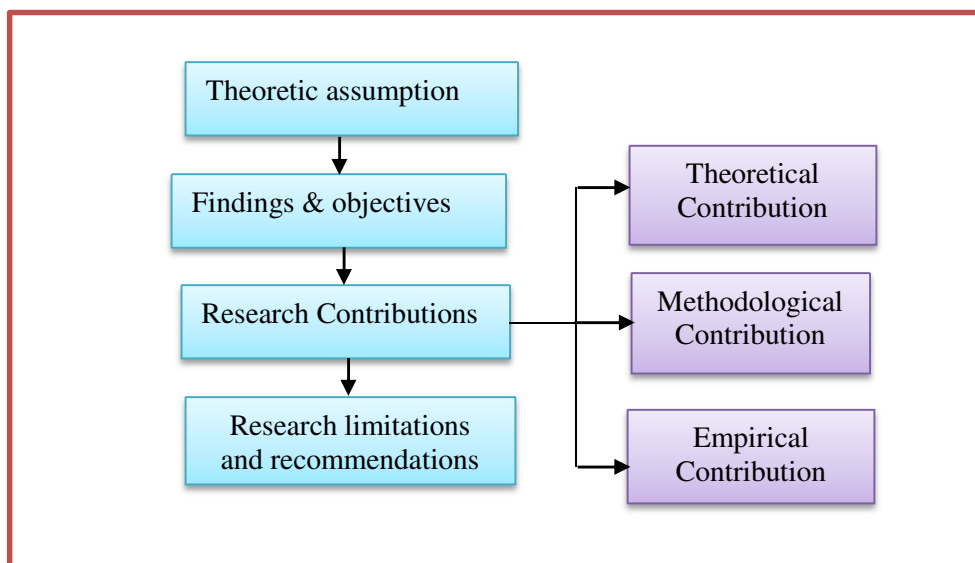 Theoretic assumption
Findings & objectives
Research Contributions
Research limitations
and recommendations
Theoretical
Contribution
Methodological
Contribution
Empirical
Contribution